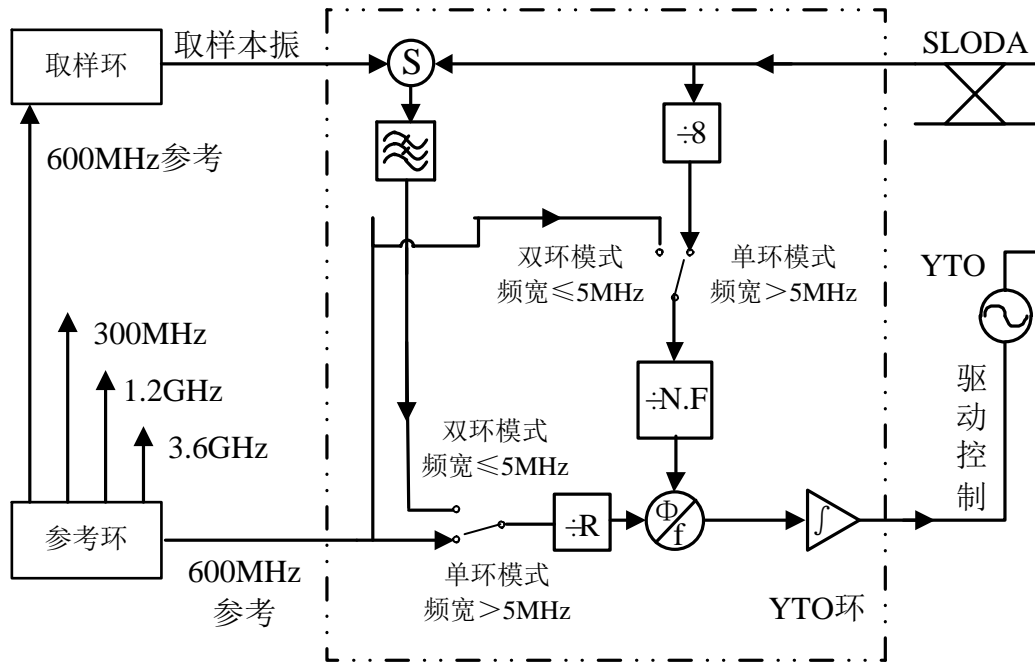 取样环
取样本振
S
SLODA
÷8
600MHz参考
双环模式
频宽≤5MHz
单环模式
频宽>5MHz
YTO
300MHz
1.2GHz
3.6GHz
÷N.F
驱动控制
双环模式
频宽≤5MHz
参考环
÷R
Φ
f
∫
600MHz
参考
单环模式
频宽>5MHz
YTO环